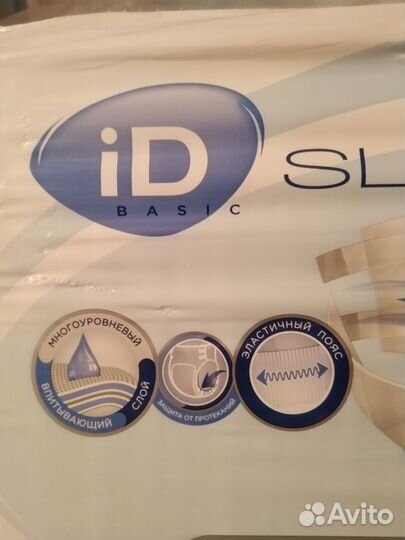 iD
BASIC
SL
МНОГОУРОВНЕВЫЙ
ВПИТЫВАЮЩИЙ СЛОЙ
ЗАЩИТА ОТ ПРОТЕКАНИЙ
ЭЛАСТИЧНЫЙ ПОЯС
Avito